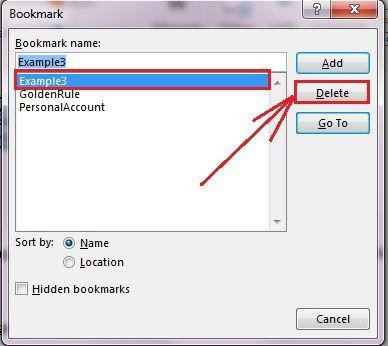 Bookmark
?
Bookmark name:
Example3
Add
Example3
GoldenRule
PersonalAccount
Delete
Go To
Sort by:
Name
Location
Hidden bookmarks
Cancel